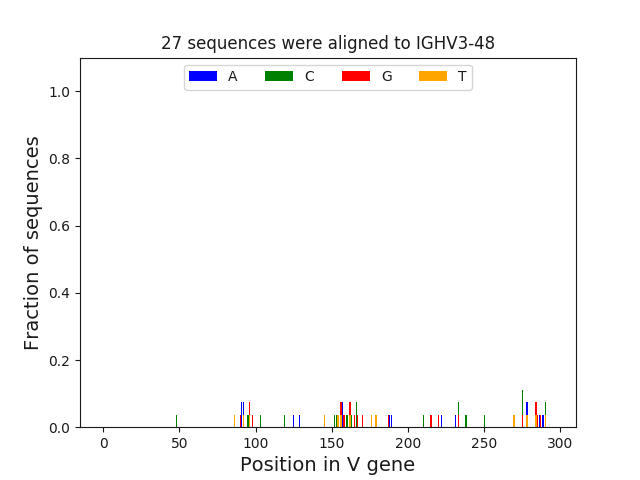 27 sequences were aligned to IGHV3-48
A C G T
1.0
0.8
0.6
0.4
0.2
0.0
Fraction of sequences
0 50 100 150 200 250 300
Position in V gene